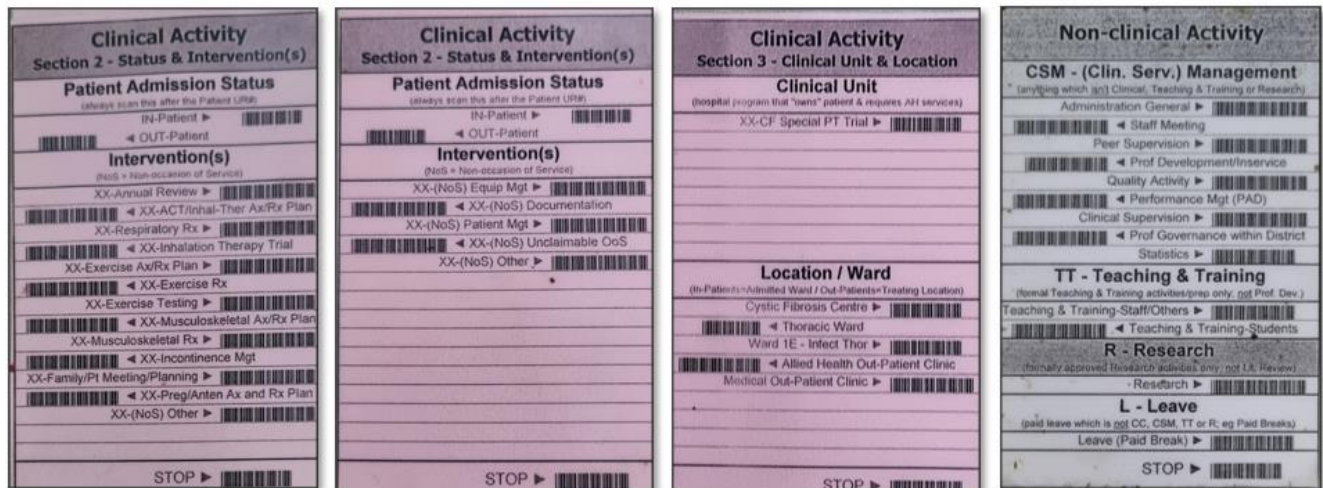 Clinical Activity
Section 2 - Status & Intervention(s)
Patient Admission Status
(always scan this after the Patient UR#)
IN-Patient ►
◄ OUT-Patient
Intervention(s)
(NoS = Non-occasion of Service)
XX-Annual Review ►
◄ XX-ACT/Inhal-Ther Ax/Rx Plan
XX-Respiratory Rx ►
◄ XX-Inhalation Therapy Trial
XX-Exercise Ax/Rx Plan ►
◄ XX-Exercise Rx
XX-Exercise Testing ►
◄ XX-Musculoskeletal Ax/Rx Plan
XX-Musculoskeletal Rx ►
◄ XX-Incontinence Mgt
XX-Family/Pt Meeting/Planning ►
◄ XX-Preg/Anten Ax and Rx Plan
XX-(NoS) Other ►
STOP ►
Clinical Activity
Section 2 - Status & Intervention(s)
Patient Admission Status
(always scan this after the Patient UR#)
IN-Patient ►
◄ OUT-Patient
Intervention(s)
(NoS = Non-occasion of Service)
XX-(NoS) Equip Mgt ►
◄ XX-(NoS) Documentation
XX-(NoS) Patient Mgt ►
◄ XX-(NoS) Unclaimable OoS
XX-(NoS) Other ►
STOP ►
Clinical Activity
Section 3 - Clinical Unit & Location
Clinical Unit
(hospital program that "owns" patient & requires AH services)
XX-CF Special PT Trial ►
Location / Ward
(In-Patients=Admitted Ward / Out-Patients=Treating Location)
Cystic Fibrosis Centre ►
◄ Thoracic Ward
Ward 1E - Infect Thor ►
◄ Allied Health Out-Patient Clinic
Medical Out-Patient Clinic ►
STOP ►
Non-clinical Activity
CSM - (Clin. Serv.) Management
(anything which isn't Clinical, Teaching & Training or Research)
Administration General ►
◄ Staff Meeting
Peer Supervision ►
◄ Prof Development/Inservice
Quality Activity ►
◄ Performance Mgt (PAD)
Clinical Supervision ►
◄ Prof Governance within District
Statistics ►
TT - Teaching & Training
(formal Teaching & Training activities/prep only; not Prof. Dev.)
Teaching & Training-Staff/Others ►
◄ Teaching & Training-Students
R - Research
(formally approved Research activities only; not Lit. Review)
Research ►
L - Leave
(paid leave which is not CC, CSM, TT or R; eg Paid Breaks)
Leave (Paid Break) ►
STOP ►